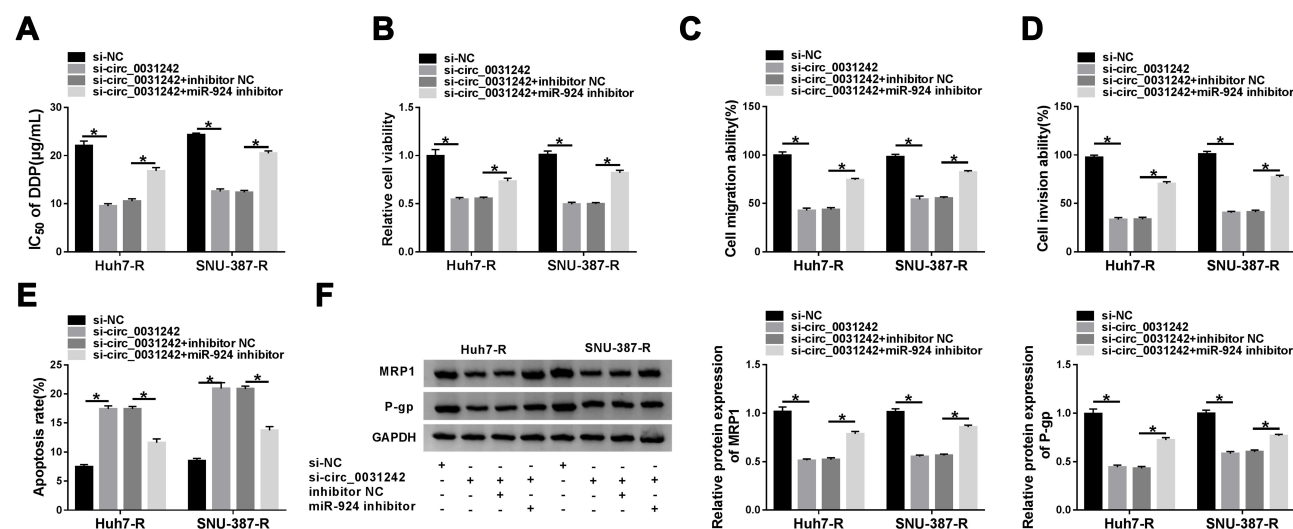 A
si-NC
si-circ_0031242
si-circ_0031242+inhibitor NC
si-circ_0031242+miR-924 inhibitor
IC50 of DDP(μg/mL)
30
20
10
0
Huh7-R
SNU-387-R
*
*
*
*
B
si-NC
si-circ_0031242
si-circ_0031242+inhibitor NC
si-circ_0031242+miR-924 inhibitor
Relative cell viability
1.5
1.0
0.5
0.0
Huh7-R
SNU-387-R
*
*
*
*
C
si-NC
si-circ_0031242
si-circ_0031242+inhibitor NC
si-circ_0031242+miR-924 inhibitor
Cell migration ability(%)
150
100
50
0
Huh7-R
SNU-387-R
*
*
*
*
D
si-NC
si-circ_0031242
si-circ_0031242+inhibitor NC
si-circ_0031242+miR-924 inhibitor
Cell invision ability(%)
150
100
50
0
Huh7-R
SNU-387-R
*
*
*
*
E
si-NC
si-circ_0031242
si-circ_0031242+inhibitor NC
si-circ_0031242+miR-924 inhibitor
Apoptosis rate(%)
25
20
15
10
5
0
Huh7-R
SNU-387-R
*
*
*
*
F
Huh7-R
SNU-387-R
MRP1
P-gp
GAPDH
si-NC + - - - + - - -
si-circ_0031242 - + + + - + + +
inhibitor NC - - + - - - + -
miR-924 inhibitor - - - + - - - +
si-NC
si-circ_0031242
si-circ_0031242+inhibitor NC
si-circ_0031242+miR-924 inhibitor
Relative protein expression
of MRP1
1.5
1.0
0.5
0.0
Huh7-R
SNU-387-R
*
*
*
*
si-NC
si-circ_0031242
si-circ_0031242+inhibitor NC
si-circ_0031242+miR-924 inhibitor
Relative protein expression
of P-gp
1.5
1.0
0.5
0.0
Huh7-R
SNU-387-R
*
*
*
*